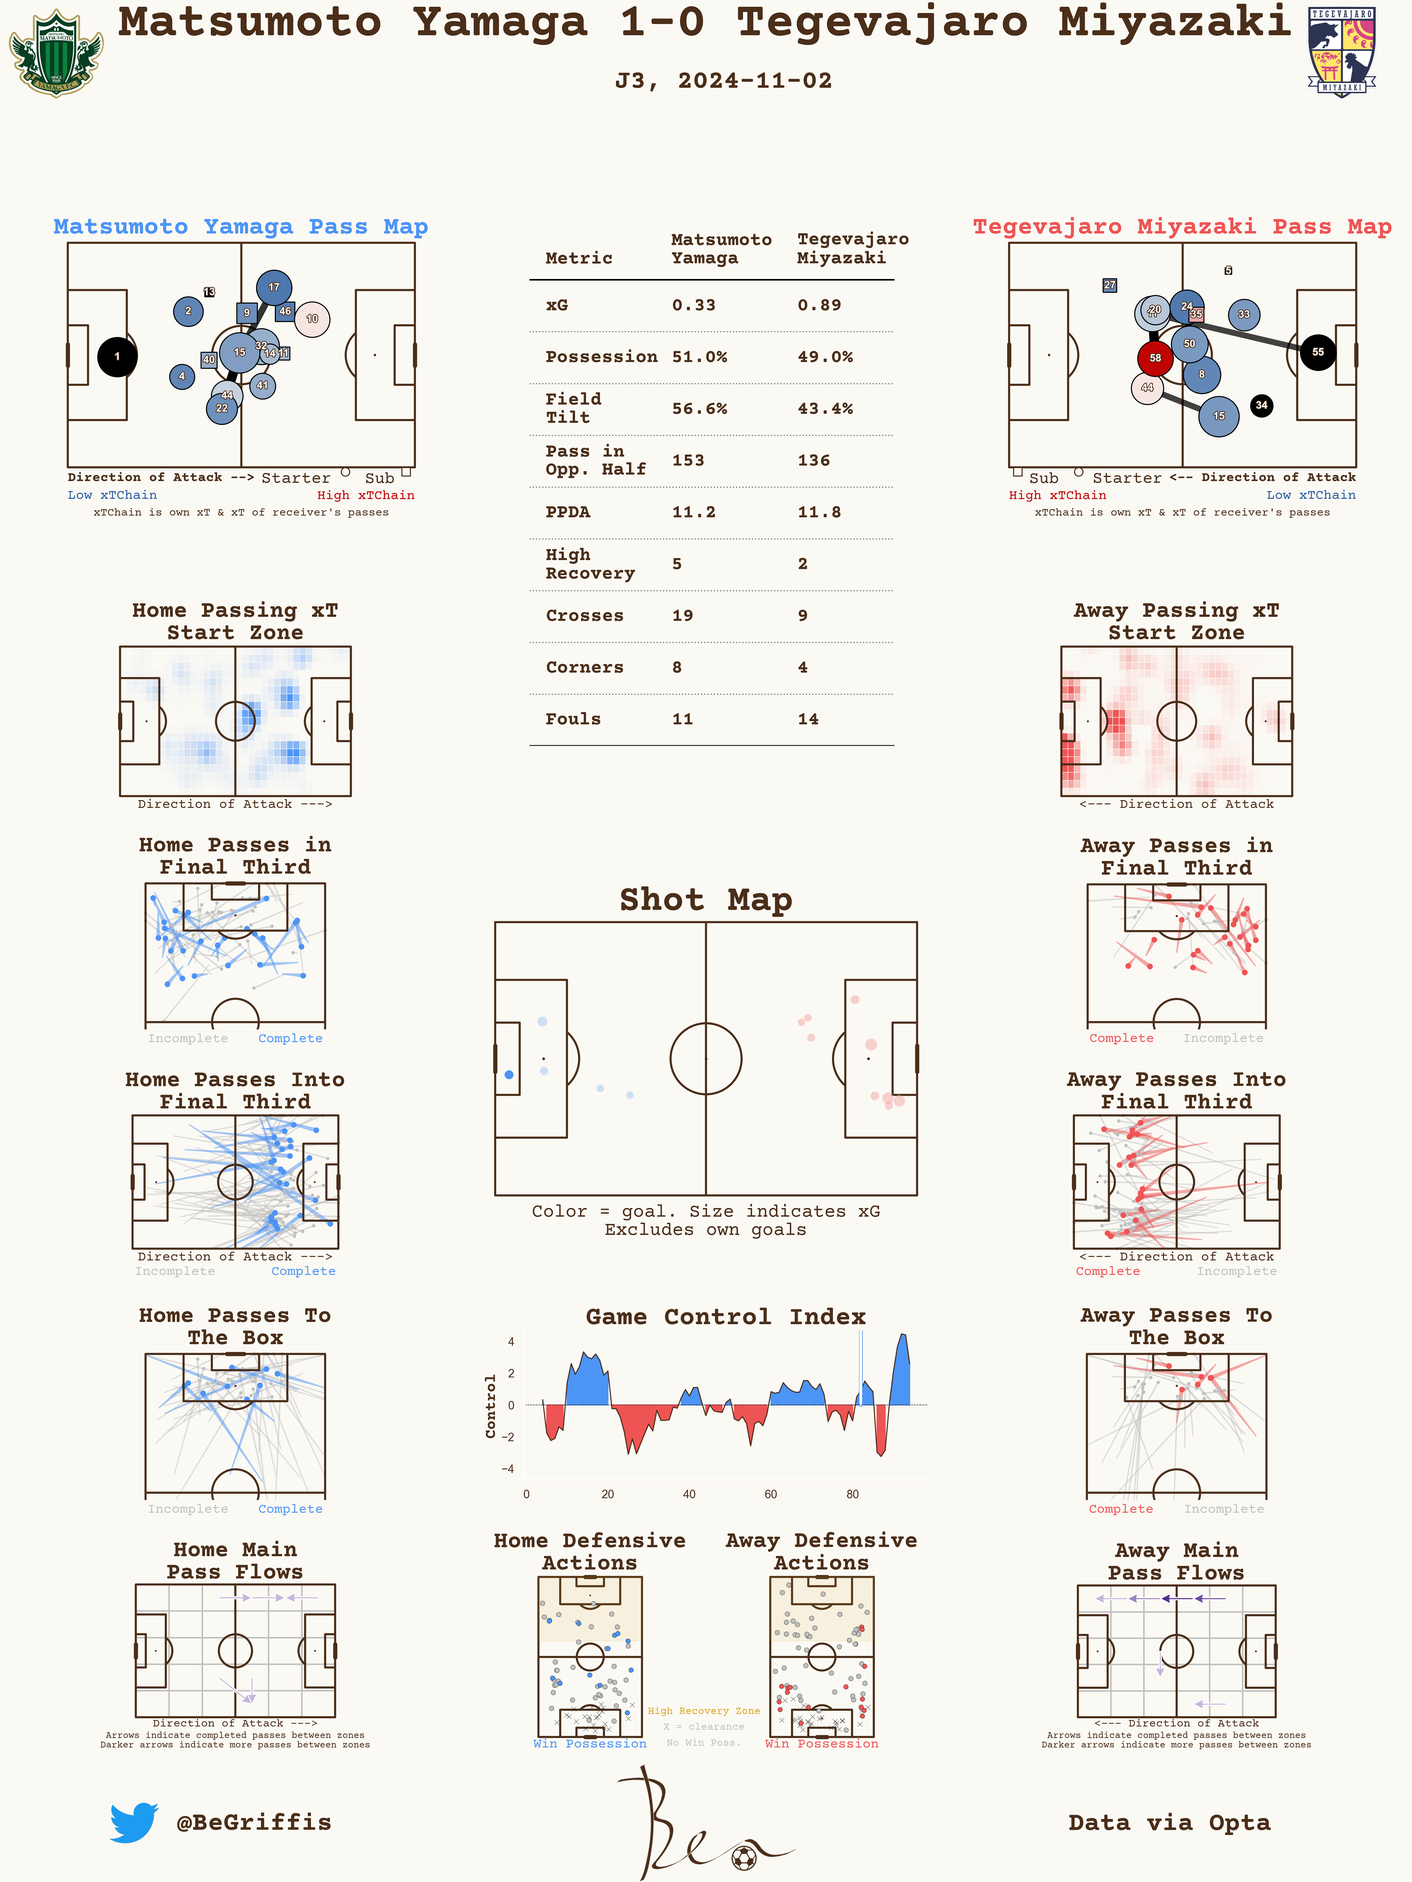 Matsumoto Yamaga 1-0 Tegevajaro Miyazaki
J3, 2024-11-02
MATSUMOTO
YAMAGA F.C.
TEGEVAJARO
MIYAZAKI
Matsumoto Yamaga Pass Map
1
2
13
4
40
9
17
46
10
15
32
14
11
41
44
22
Direction of Attack --> Starter Sub
Low xTChain High xTChain
xTChain is own xT & xT of receiver's passes
Metric Matsumoto Yamaga Tegevajaro Miyazaki
xG 0.33 0.89
Possession 51.0% 49.0%
Field Tilt 56.6% 43.4%
Pass in Opp. Half 153 136
PPDA 11.2 11.8
High Recovery 5 2
Crosses 19 9
Corners 8 4
Fouls 11 14
Tegevajaro Miyazaki Pass Map
5
27
20
24
35
33
50
58
55
8
44
34
15
Sub Starter <-- Direction of Attack
High xTChain Low xTChain
xTChain is own xT & xT of receiver's passes
Home Passing xT
Start Zone
Direction of Attack --->
Away Passing xT
Start Zone
<--- Direction of Attack
Home Passes in
Final Third
Incomplete Complete
Away Passes in
Final Third
Complete Incomplete
Shot Map
Color = goal. Size indicates xG
Excludes own goals
Home Passes Into
Final Third
Direction of Attack --->
Incomplete Complete
Away Passes Into
Final Third
<--- Direction of Attack
Complete Incomplete
Home Passes To
The Box
Incomplete Complete
Game Control Index
Control
4
2
0
−2
−4
0 20 40 60 80
Away Passes To
The Box
Complete Incomplete
Home Main
Pass Flows
Direction of Attack --->
Arrows indicate completed passes between zones
Darker arrows indicate more passes between zones
Home Defensive
Actions
Win Possession
High Recovery Zone
X = clearance
No Win Poss.
Away Defensive
Actions
Win Possession
Away Main
Pass Flows
<--- Direction of Attack
Arrows indicate completed passes between zones
Darker arrows indicate more passes between zones
@BeGriffis
Ben
Data via Opta